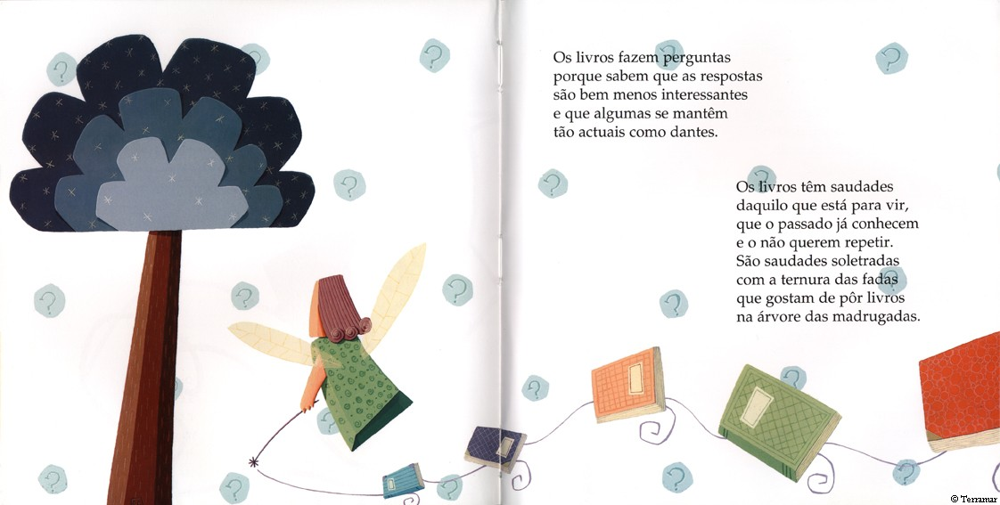 Os livros fazem perguntas
porque sabem que as respostas
são bem menos interessantes
e que algumas se mantêm
tão actuais como dantes.
Os livros têm saudades
daquilo que está para vir,
que o passado já conhecem
e o não querem repetir.
São saudades soletradas
com a ternura das fadas
que gostam de pôr livros
na árvore das madrugadas.
© Terramar